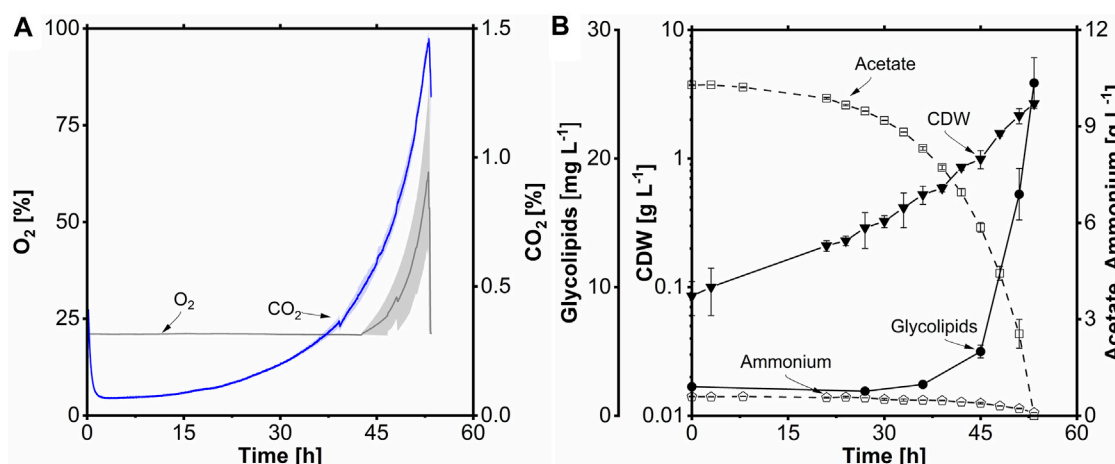 A
O2 [%]
100
75
50
25
0
O2
CO2
1.5
1.0
0.5
0.0
CO2 [%]
0 15 30 45 60
Time [h]
B
Glycolipids [mg L-1]
30
20
10
0
CDW [g L-1]
10
1
0.1
0.01
Acetate
CDW
Glycolipids
Ammonium
12
9
6
3
0
Acetate, Ammonium [g L-1]
0 15 30 45 60
Time [h]